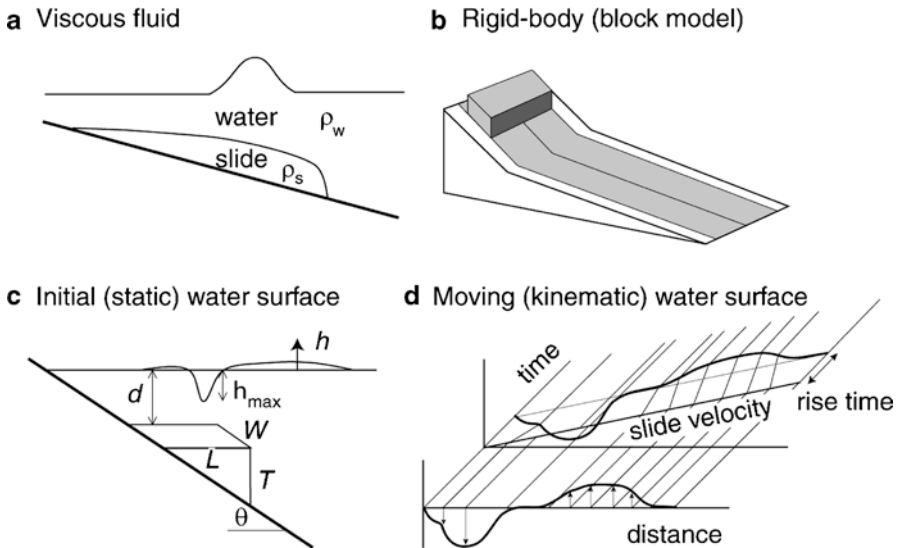 a Viscous fluid
water ρw
slide ρs
b Rigid-body (block model)
c Initial (static) water surface
h
d
hmax
W
L
T
θ
d Moving (kinematic) water surface
time
slide velocity
rise time
distance